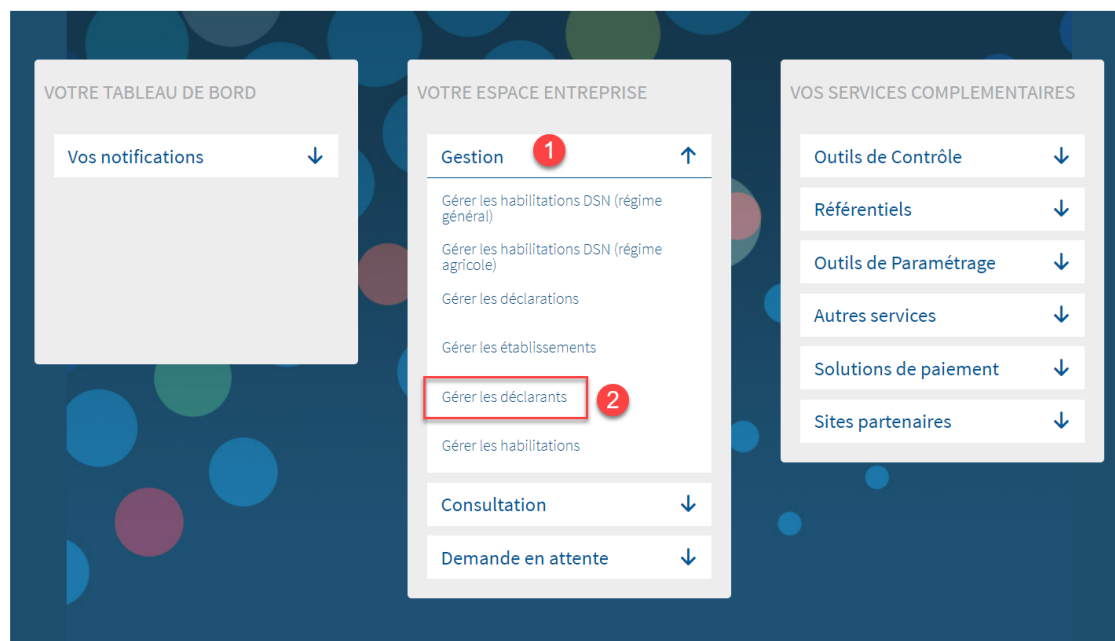 VOTRE TABLEAU DE BORD
Vos notifications
VOTRE ESPACE ENTREPRISE
Gestion
1
Gérer les habilitations DSN (régime
général)
Gérer les habilitations DSN (régime
agricole)
Gérer les déclarations
Gérer les établissements
Gérer les déclarants
2
Gérer les habilitations
Consultation
Demande en attente
VOS SERVICES COMPLEMENTAIRES
Outils de Contrôle
Référentiels
Outils de Paramétrage
Autres services
Solutions de paiement
Sites partenaires